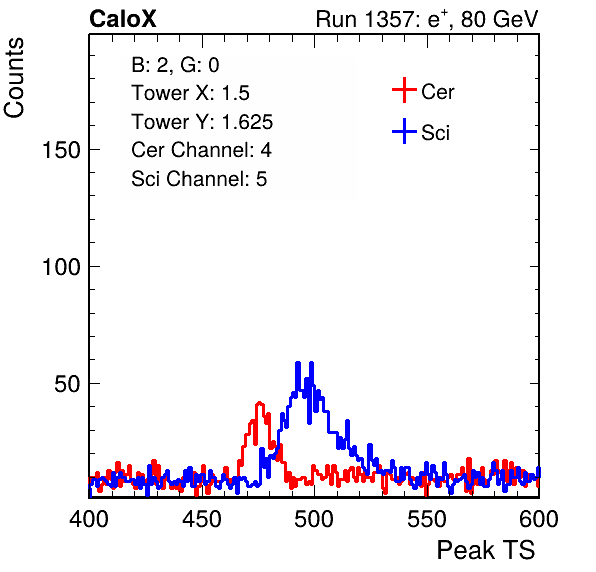 CaloX
Run 1357: e+, 80 GeV
Counts
B: 2, G: 0
Tower X: 1.5
Tower Y: 1.625
Cer Channel: 4
Sci Channel: 5
Cer
Sci
150
100
50
400
450
500
550
600
Peak TS